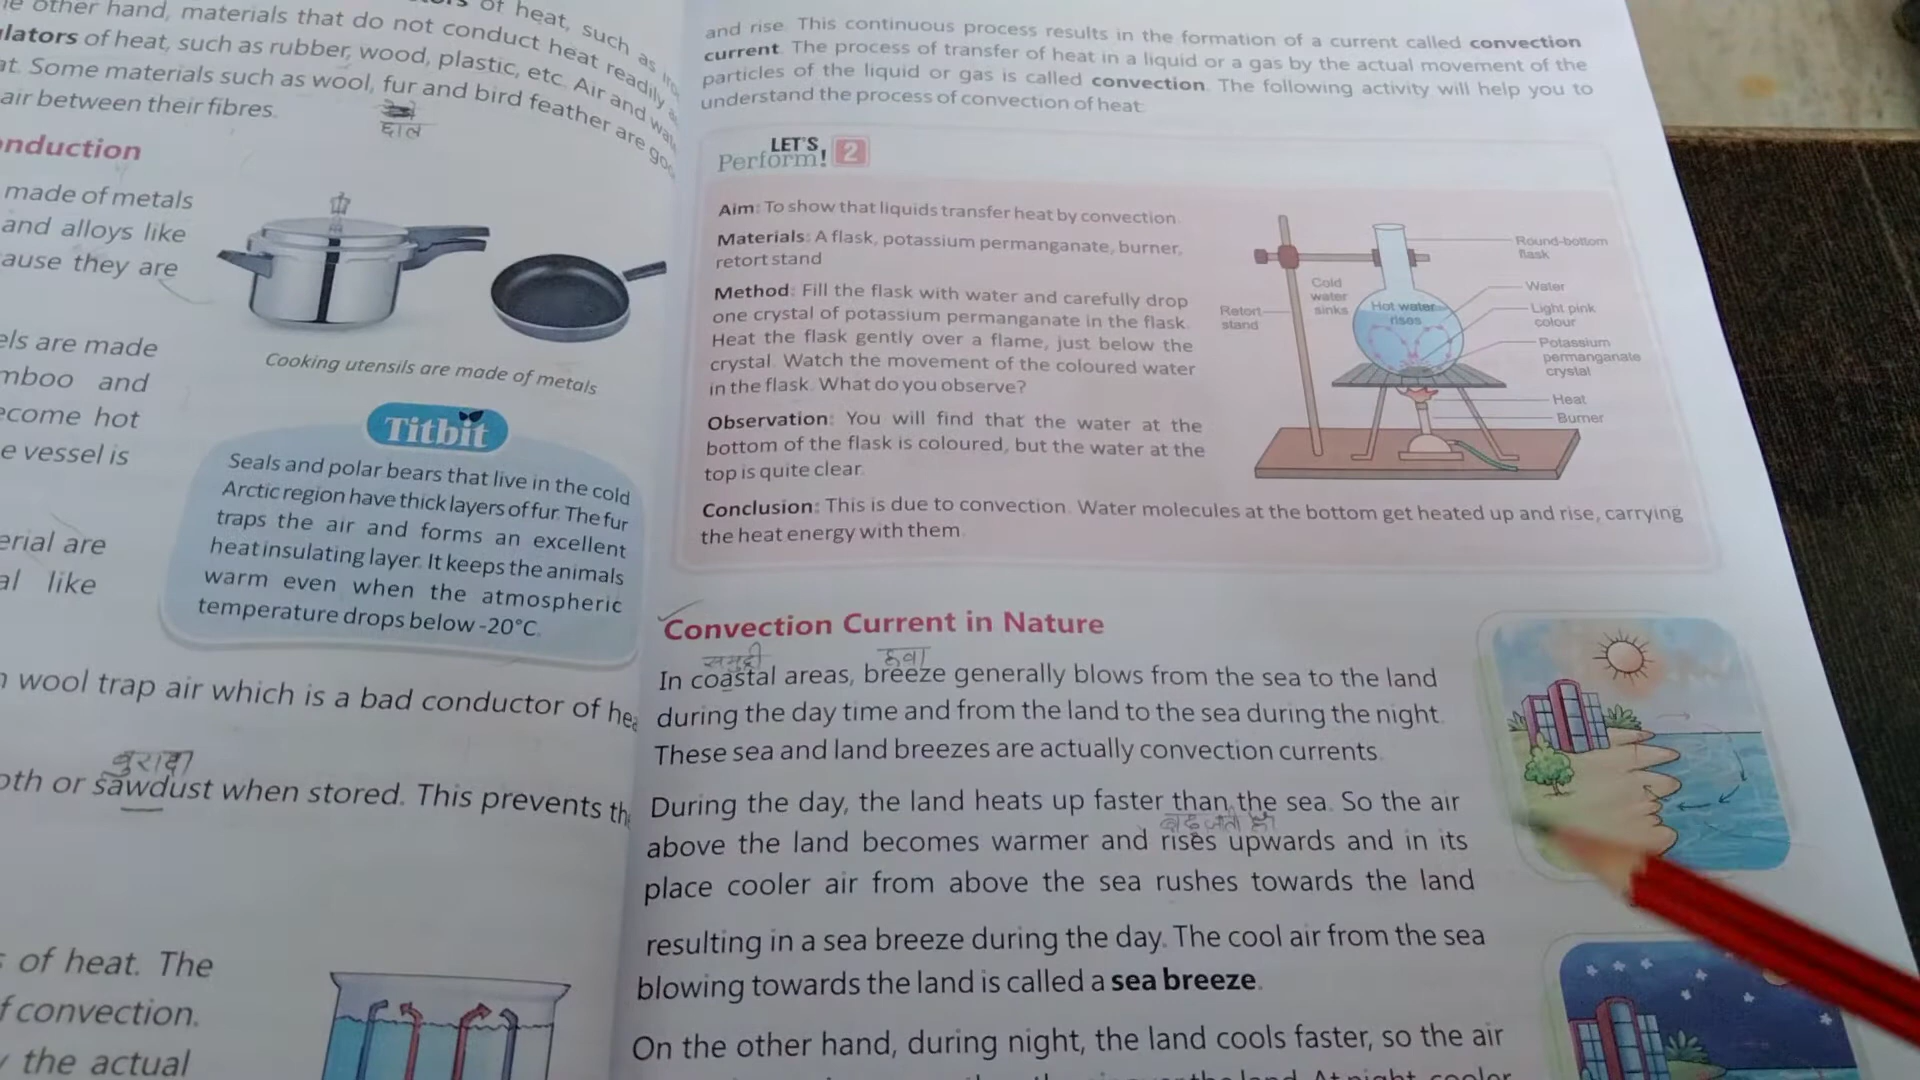 of heat, such as
other hand, materials that do not conduct heat readily
lators of heat, such as rubber, wood, plastic, etc. Air and
at. Some materials such as wool, fur and bird feather are
air between their fibres.
छाल
nduction
made of metals
and alloys like
ause they are
els are made
mboo and
ecome hot
e vessel is
erial are
al like
Cooking utensils are made of metals
Titbit
Seals and polar bears that live in the cold
Arctic region have thick layers of fur. The fur
traps the air and forms an excellent
heat insulating layer. It keeps the animals
warm even when the atmospheric
temperature drops below -20°C.
wool trap air which is a bad conductor of hea
बुरादा
oth or sawdust when stored. This prevents th
of heat. The
f convection.
the actual
and rise. This continuous process results in the formation of a current called convection
current. The process of transfer of heat in a liquid or a gas by the actual movement of the
particles of the liquid or gas is called convection. The following activity will help you to
understand the process of convection of heat.
LET'S
Perform! 2
Aim: To show that liquids transfer heat by convection.
Materials: A flask, potassium permanganate, burner,
retort stand
Method: Fill the flask with water and carefully drop
one crystal of potassium permanganate in the flask.
Heat the flask gently over a flame, just below the
crystal. Watch the movement of the coloured water
in the flask. What do you observe?
Observation: You will find that the water at the
bottom of the flask is coloured, but the water at the
top is quite clear.
Conclusion: This is due to convection. Water molecules at the bottom get heated up and rise, carrying
the heat energy with them.
Retort
stand
Cold
water
sinks
Hot water
rises
Round-bottom
flask
Water
Light pink
colour
Potassium
permanganate
crystal
Heat
Burner
Convection Current in Nature
समुद्री हवा
In coastal areas, breeze generally blows from the sea to the land
during the day time and from the land to the sea during the night.
These sea and land breezes are actually convection currents.
During the day, the land heats up faster than the sea. So the air
above the land becomes warmer and rises upwards and in its
place cooler air from above the sea rushes towards the land
resulting in a sea breeze during the day. The cool air from the sea
blowing towards the land is called a sea breeze.
On the other hand, during night, the land cools faster, so the air